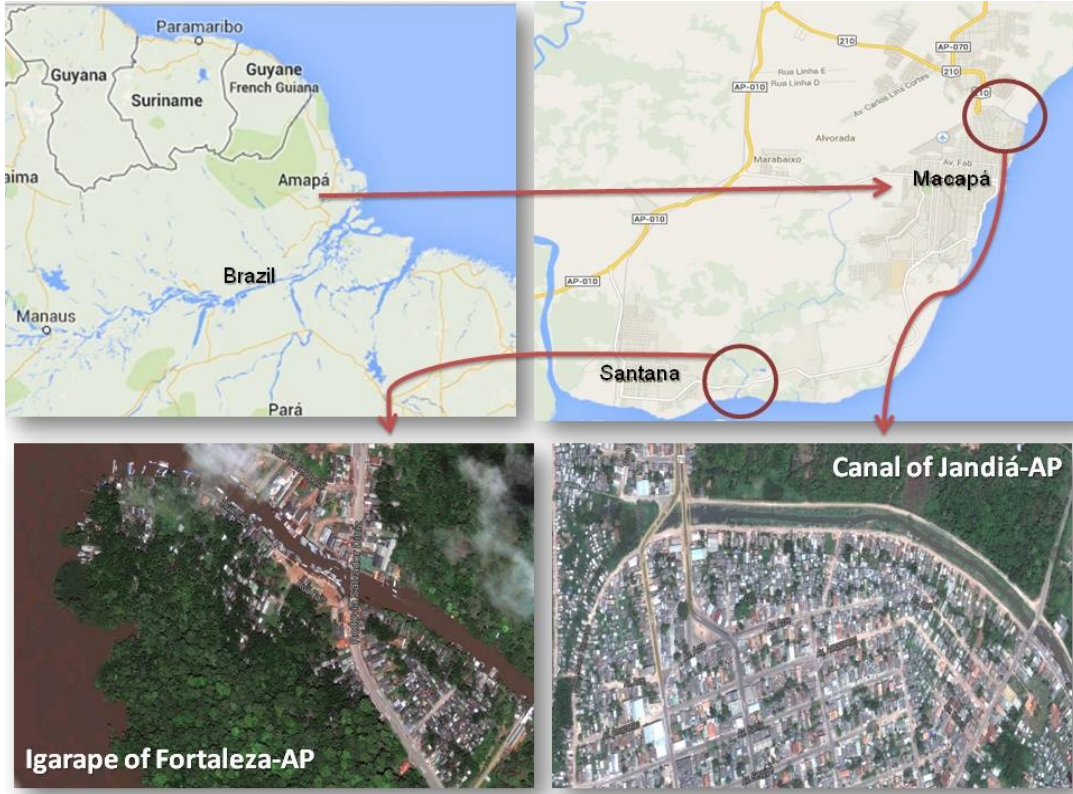 Paramaribo
Guyana
Suriname
Guyane
French Guiana
aima
Amapá
Brazil
Manaus
Pará
210
AP-070
Rua Linha E
Rua Linha D
210
AP-010
Av. Carlos Lins Cortes
210
Alvorada
Marabaixo
Av. Fab
Macapá
AP-010
AP-010
Santana
Igarape of Fortaleza-AP
Canal of Jandiá-AP